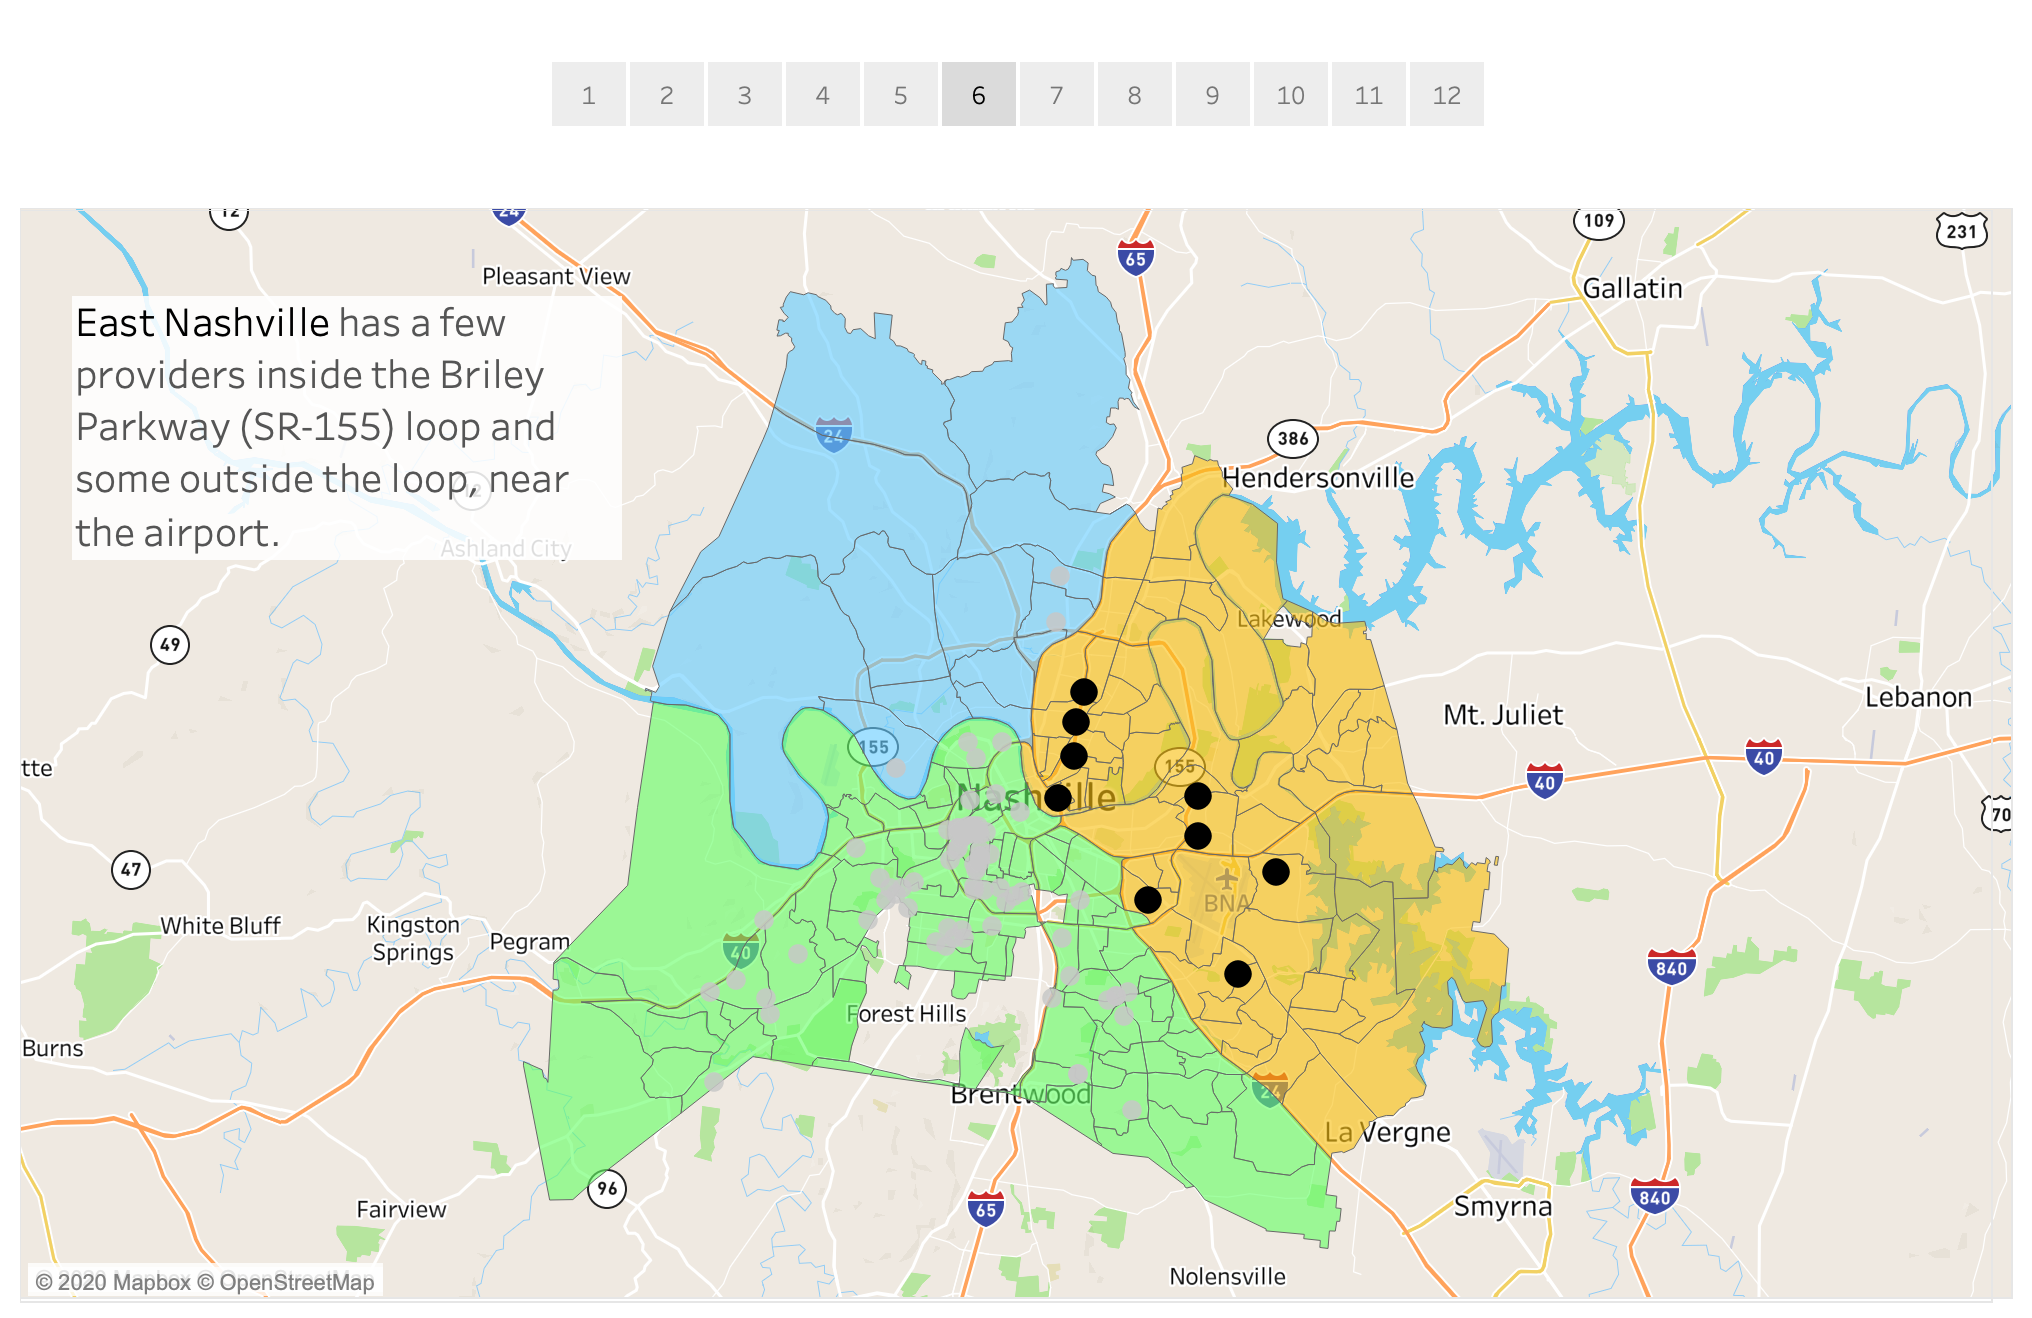 1 2 3 4 5 6 7 8 9 10 11 12
12
24
65
109
231
Pleasant View
Gallatin
East Nashville has a few
providers inside the Briley
Parkway (SR-155) loop and
some outside the loop, near
the airport.
24
386
Hendersonville
12
Ashland City
49
Lakewood
Lebanon
Mt. Juliet
155
155
40
40
tte
Nashville
70
47
BNA
White Bluff
Kingston
Springs
Pegram
40
840
Forest Hills
Burns
Brentwood
24
La Vergne
96
65
840
Smyrna
Fairview
Nolensville
© 2020 Mapbox © OpenStreetMap